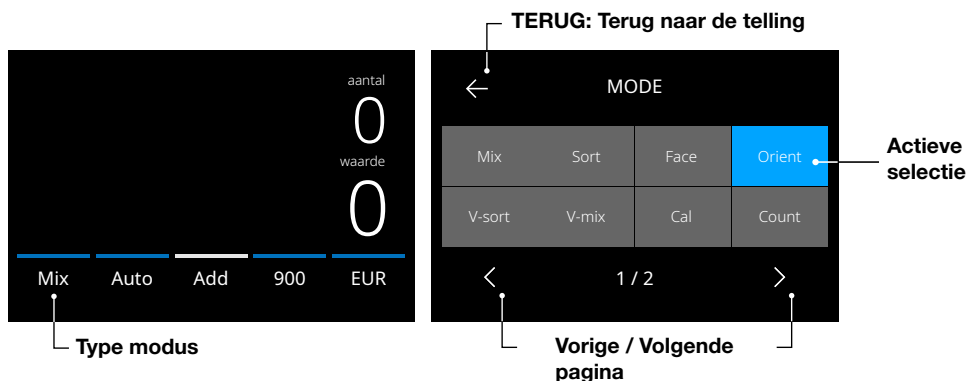 TERUG: Terug naar de telling
aantal
0
waarde
0
Mix Auto Add 900 EUR
Type modus
MODE
Mix Sort Face Orient
V-sort V-mix Cal Count
1 / 2
Actieve
selectie
Vorige / Volgende
pagina